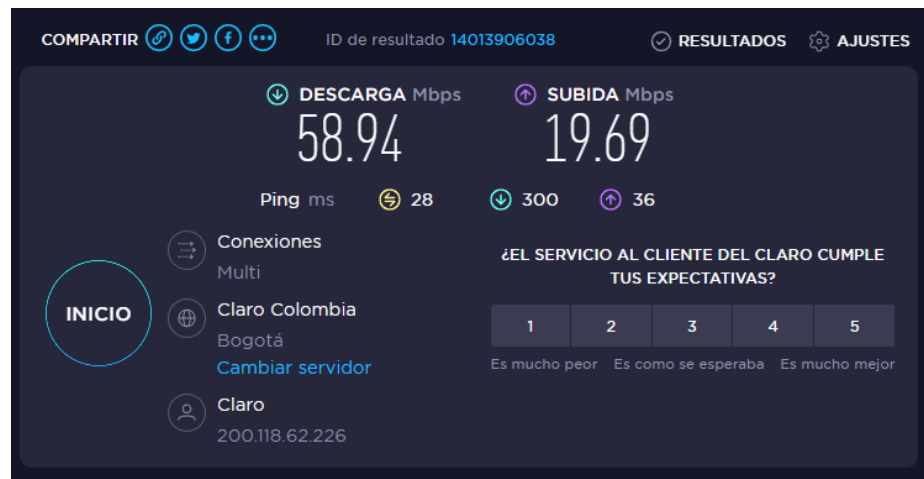 COMPARTIR ID de resultado 14013906038 RESULTADOS AJUSTES
DESCARGA Mbps SUBIDA Mbps
58.94 19.69
Ping ms 28 300 36
Conexiones
Multi
INICIO
Claro Colombia
Bogotá
Cambiar servidor
Claro
200.118.62.226
¿EL SERVICIO AL CLIENTE DEL CLARO CUMPLE
TUS EXPECTATIVAS?
1 2 3 4 5
Es mucho peor Es como se esperaba Es mucho mejor